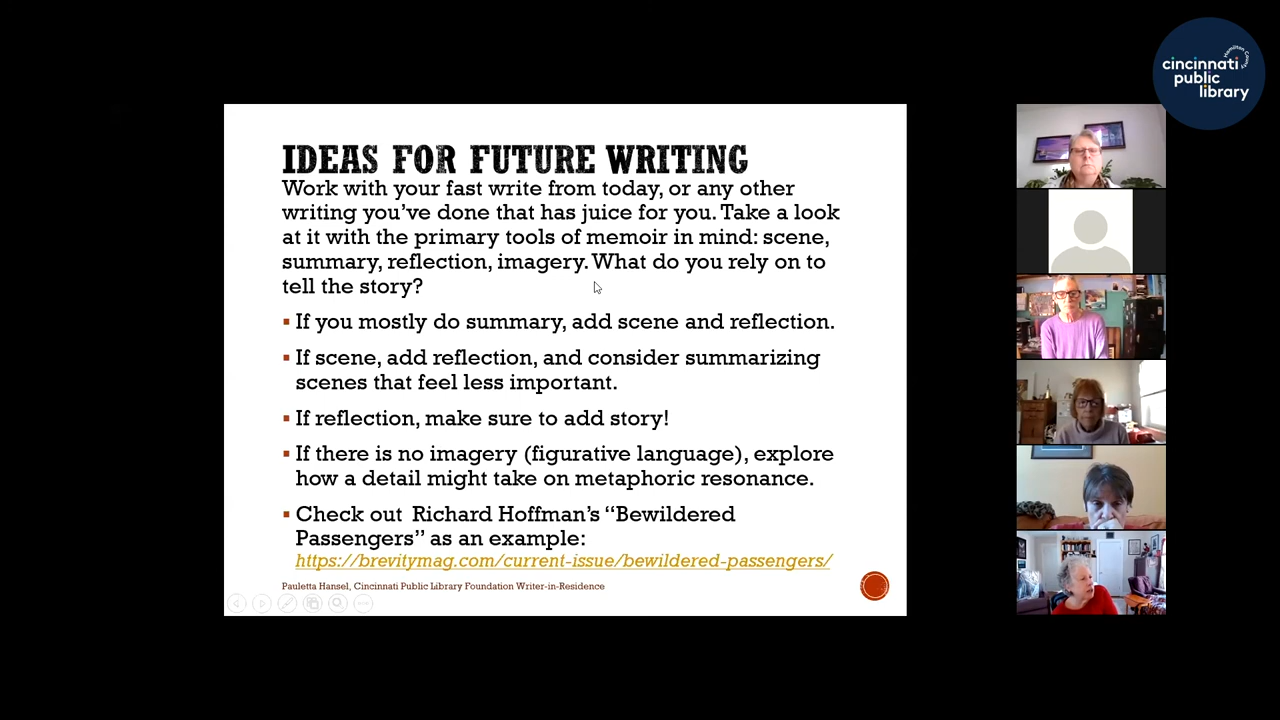 Hamilton County
cincinnati
public
library
IDEAS FOR FUTURE WRITING
Work with your fast write from today, or any other
writing you’ve done that has juice for you. Take a look
at it with the primary tools of memoir in mind: scene,
summary, reflection, imagery. What do you rely on to
tell the story?
▪ If you mostly do summary, add scene and reflection.
▪ If scene, add reflection, and consider summarizing
scenes that feel less important.
▪ If reflection, make sure to add story!
▪ If there is no imagery (figurative language), explore
how a detail might take on metaphoric resonance.
▪ Check out Richard Hoffman’s “Bewildered
Passengers” as an example:
https://brevitymag.com/current-issue/bewildered-passengers/
Pauletta Hansel, Cincinnati Public Library Foundation Writer-in-Residence